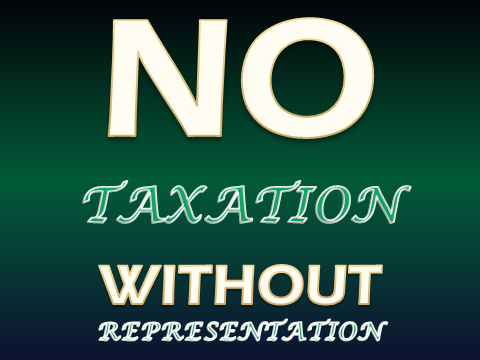 NO
TAXATION
WITHOUT
REPRESENTATION